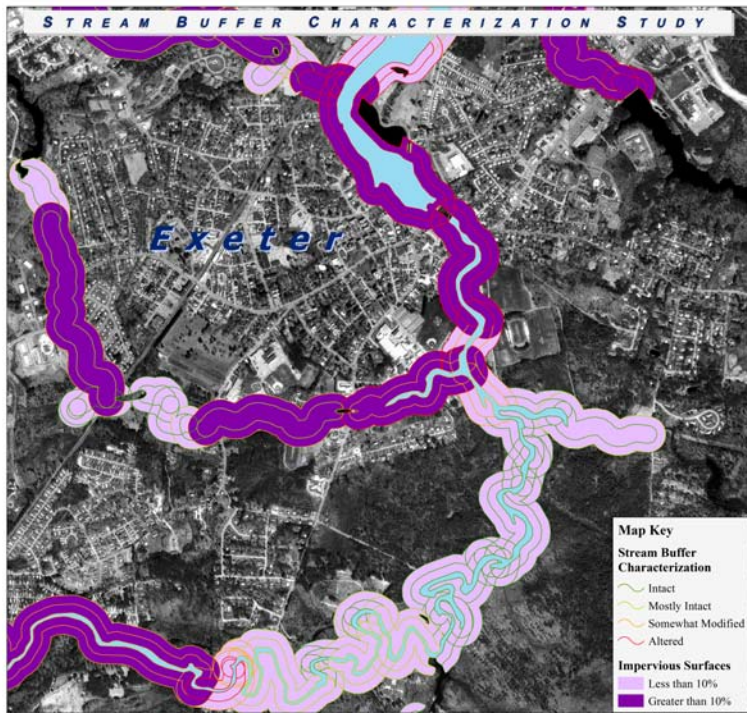 STREAM BUFFER CHARACTERIZATION STUDY
Exeter
Map Key
Stream Buffer
Characterization
Intact
Mostly Intact
Somewhat Modified
Altered
Impervious Surfaces
Less than 10%
Greater than 10%